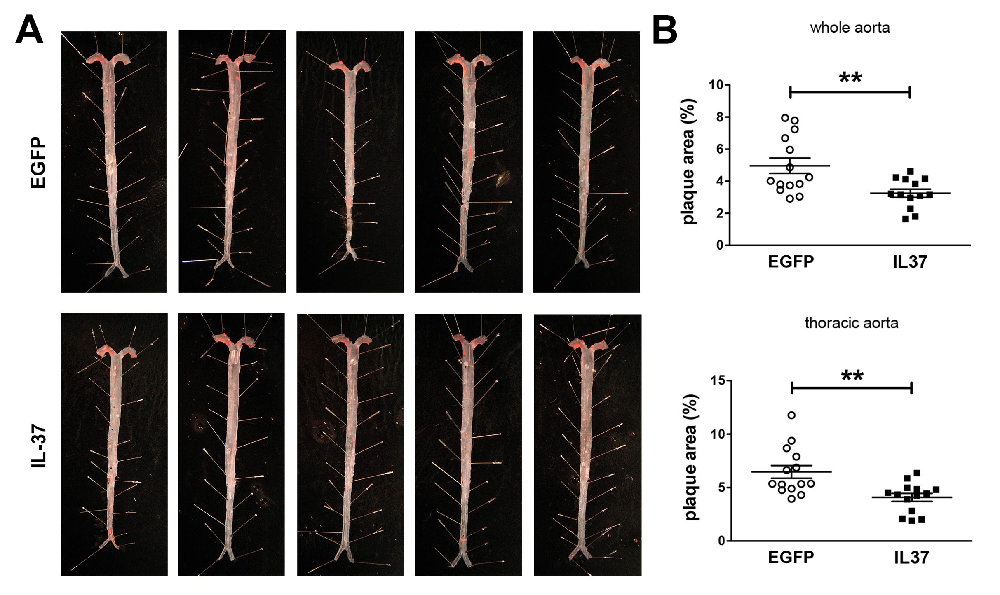 A
EGFP
IL-37
B
whole aorta
**
plaque area (%)
10
8
6
4
2
0
EGFP
IL37
thoracic aorta
**
plaque area (%)
15
10
5
0
EGFP
IL37